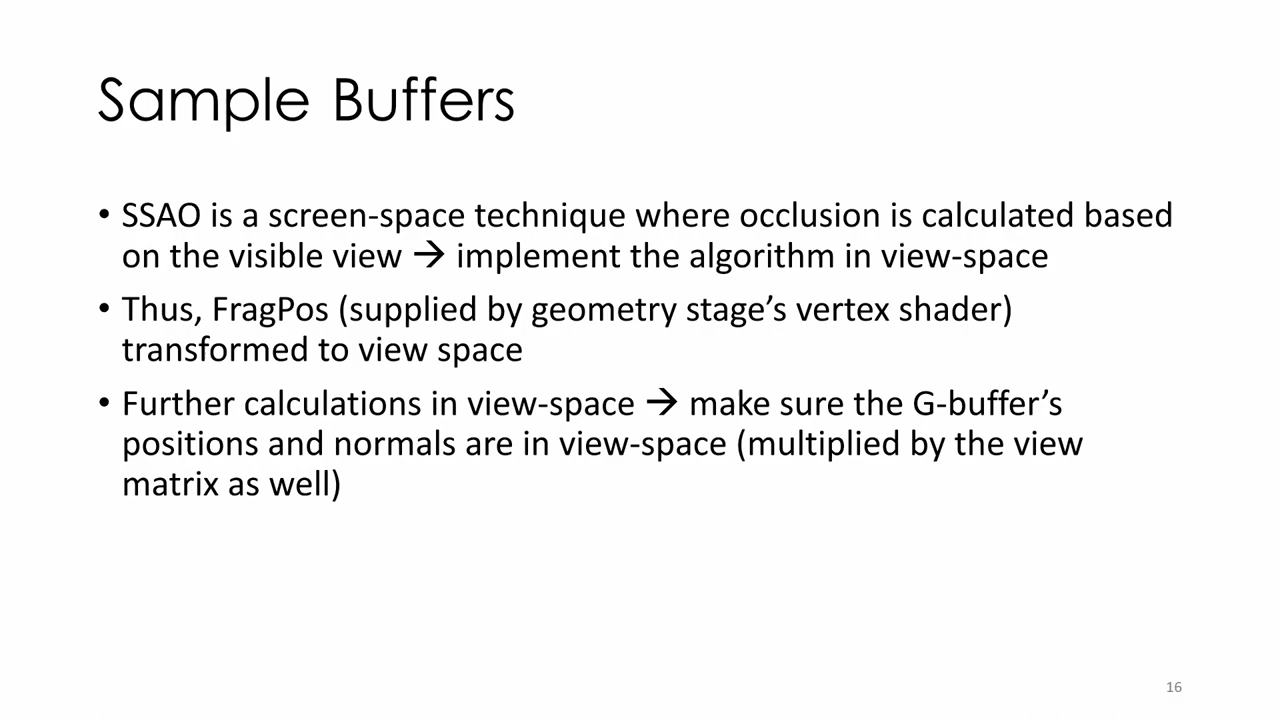 Sample Buffers
• SSAO is a screen-space technique where occlusion is calculated based
on the visible view → implement the algorithm in view-space
• Thus, FragPos (supplied by geometry stage’s vertex shader)
transformed to view space
• Further calculations in view-space → make sure the G-buffer’s
positions and normals are in view-space (multiplied by the view
matrix as well)
16